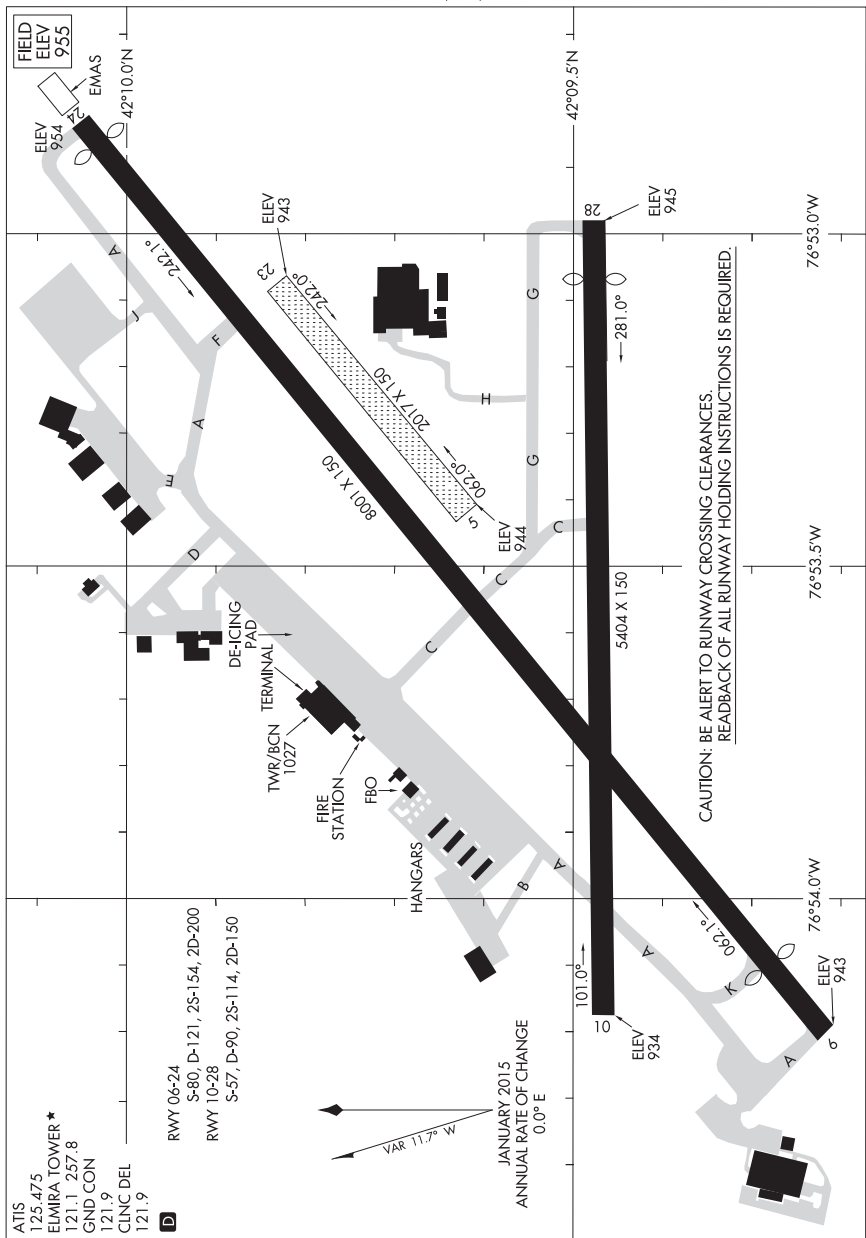 ATIS
125.475
ELMIRA TOWER ★
121.1 257.8
GND CON
121.9
CLNC DEL
121.9
D
RWY 06-24
S-80, D-121, 2S-154, 2D-200
RWY 10-28
S-57, D-90, 2S-114, 2D-150
VAR 11.7° W
JANUARY 2015
ANNUAL RATE OF CHANGE
0.0° E
FIELD
ELEV
955
EMAS
ELEV
954
24
42°10.0'N
A
242.1°
J
F
A
E
D
ELEV
943
23
242.0°
2017 X 150
062.0°
5
ELEV
944
8001 X 150
H
G
G
C
C
C
42°09.5'N
28
ELEV
945
281.0°
76°53.0'W
76°53.5'W
76°54.0'W
5404 X 150
DE-ICING
PAD
TERMINAL
TWR/BCN
1027
FIRE
STATION
FBO
HANGARS
B
A
A
K
A
101.0°
10
ELEV
934
062.1°
6
ELEV
943
CAUTION: BE ALERT TO RUNWAY CROSSING CLEARANCES.
READBACK OF ALL RUNWAY HOLDING INSTRUCTIONS IS REQUIRED.